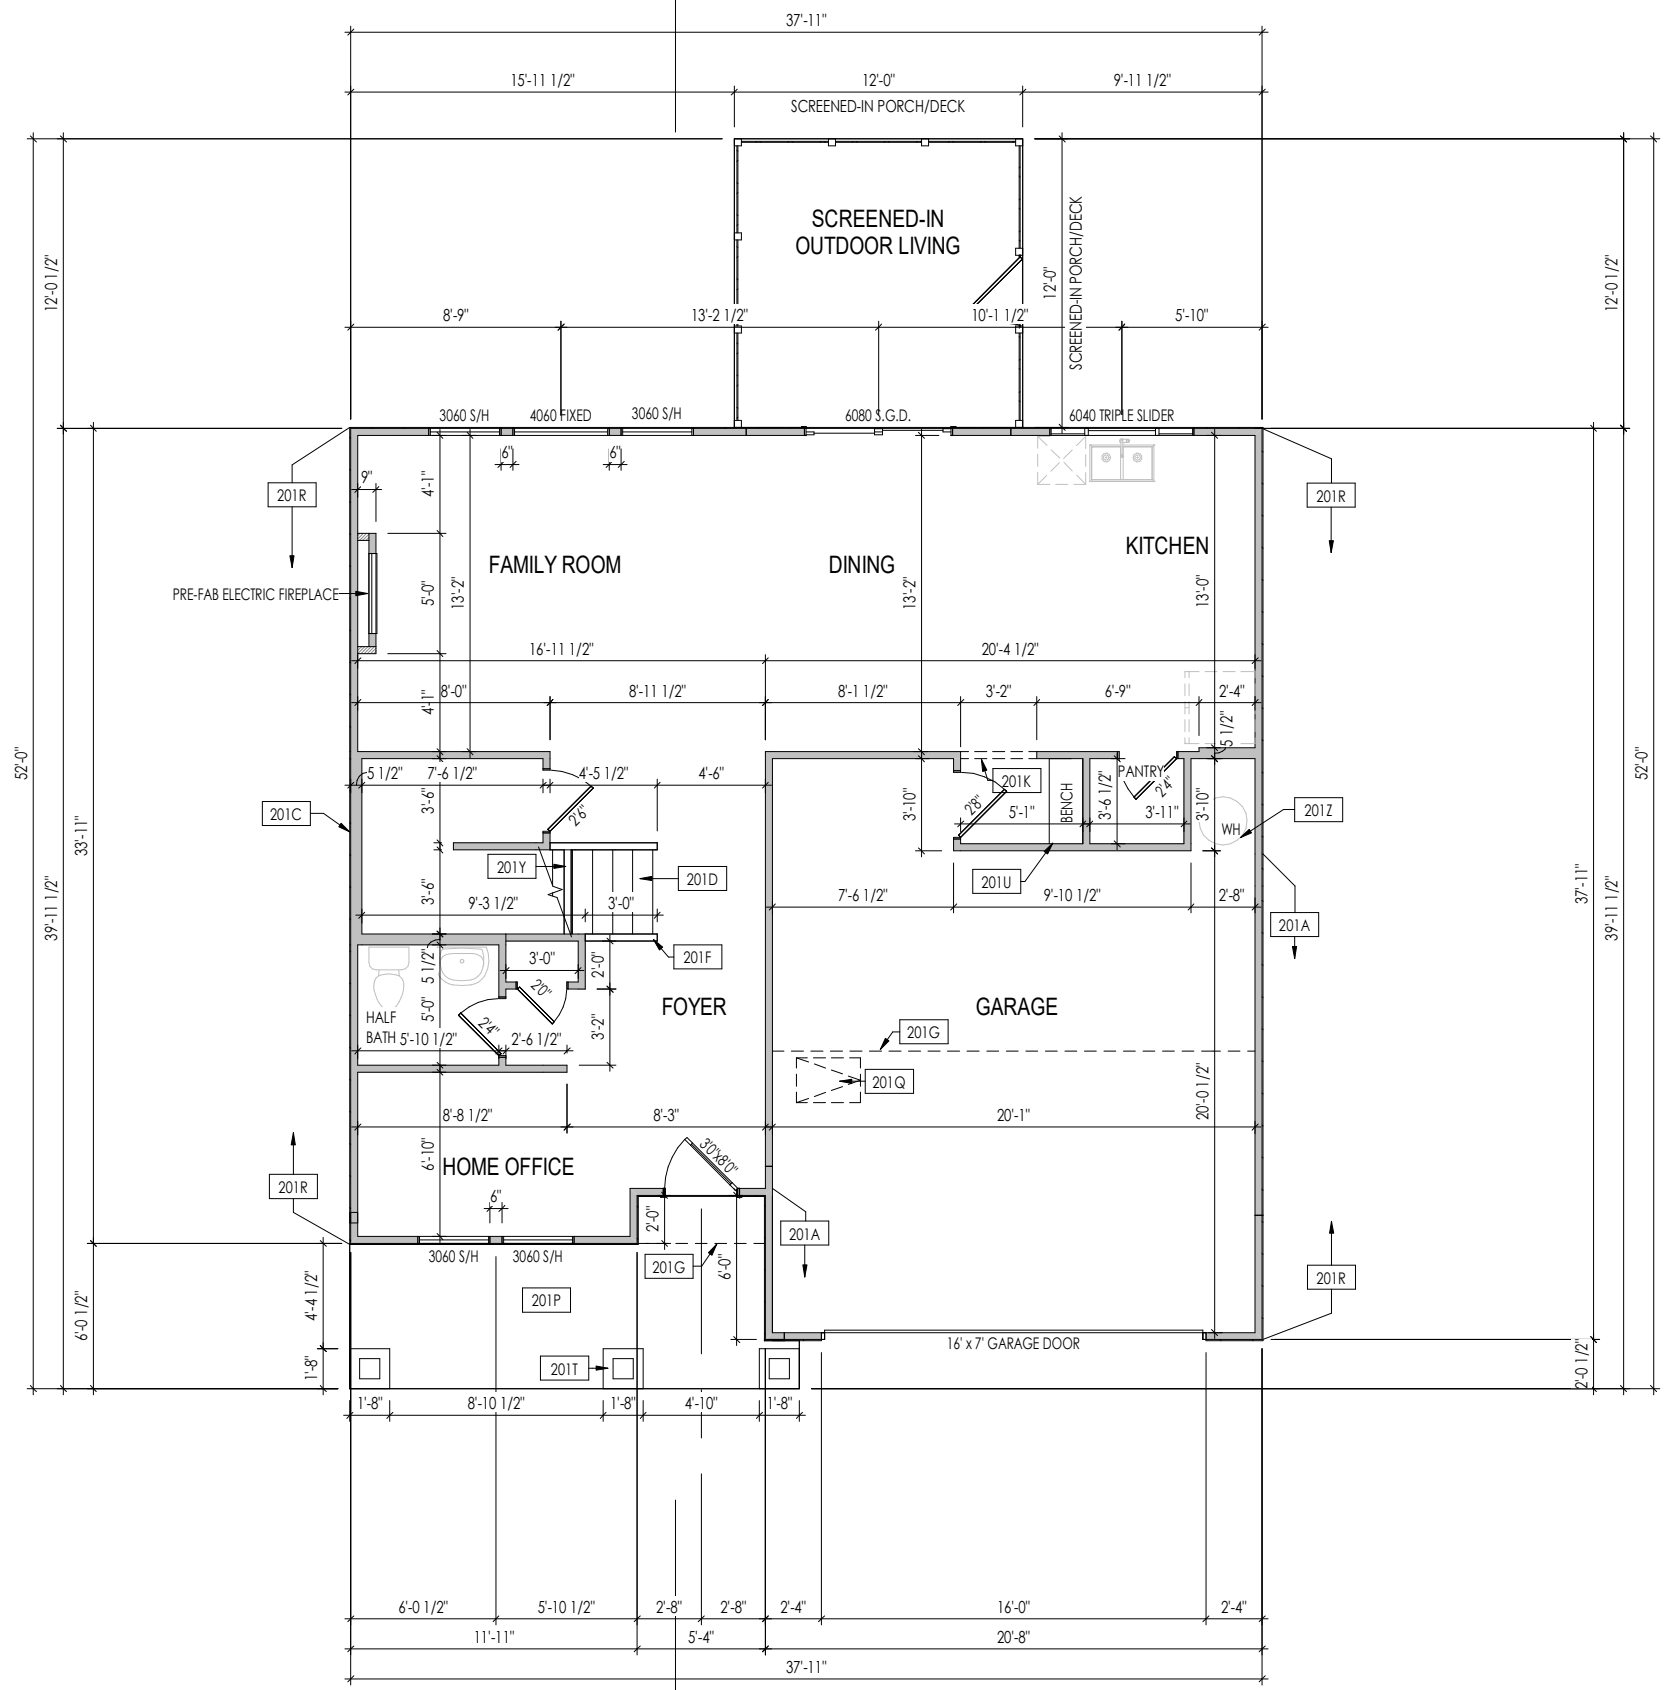 37'-11"
15'-11 1/2"
12'-0"
9'-11 1/2"
SCREENED-IN PORCH/DECK
SCREENED-IN
OUTDOOR LIVING
12'-0"
SCREENED-IN PORCH/DECK
12'-0 1/2"
12'-0 1/2"
8'-9"
13'-2 1/2"
10'-1 1/2"
5'-10"
3060 S/H
4060 FIXED
3060 S/H
6080 S.G.D.
6040 TRIPLE SLIDER
6"
6"
9"
4'-1"
201R
201R
FAMILY ROOM
DINING
KITCHEN
PRE-FAB ELECTRIC FIREPLACE
5'-0"
13'-2"
13'-2"
13'-0"
16'-11 1/2"
20'-4 1/2"
4'-1"
8'-0"
8'-11 1/2"
8'-1 1/2"
3'-2"
6'-9"
2'-4"
5 1/2"
52'-0"
52'-0"
5 1/2"
7'-6 1/2"
4'-5 1/2"
4'-6"
201K
PANTRY
2'4"
3'-6"
2'6"
3'-10"
2'8"
5'-1"
BENCH
3'-6 1/2"
3'-11"
3'-10"
WH
201Z
201C
33'-11"
39'-11 1/2"
201Y
201D
201U
3'-6"
9'-3 1/2"
3'-0"
7'-6 1/2"
9'-10 1/2"
2'-8"
37'-11"
39'-11 1/2"
201A
201F
5 1/2"
3'-0"
2'-0"
2'0"
FOYER
GARAGE
HALF
BATH
5'-0"
5'-10 1/2"
2'4"
2'-6 1/2"
3'-2"
201G
201Q
20'-0 1/2"
8'-8 1/2"
8'-3"
20'-1"
6'-10"
HOME OFFICE
3'0"x8'0"
201R
6"
2'-0"
201A
3060 S/H
3060 S/H
201G
6'-0"
201R
4'-4 1/2"
6'-0 1/2"
201P
16' x 7' GARAGE DOOR
1'-8"
201T
2'-0 1/2"
1'-8"
8'-10 1/2"
1'-8"
4'-10"
1'-8"
6'-0 1/2"
5'-10 1/2"
2'-8"
2'-8"
2'-4"
16'-0"
2'-4"
11'-11"
5'-4"
20'-8"
37'-11"